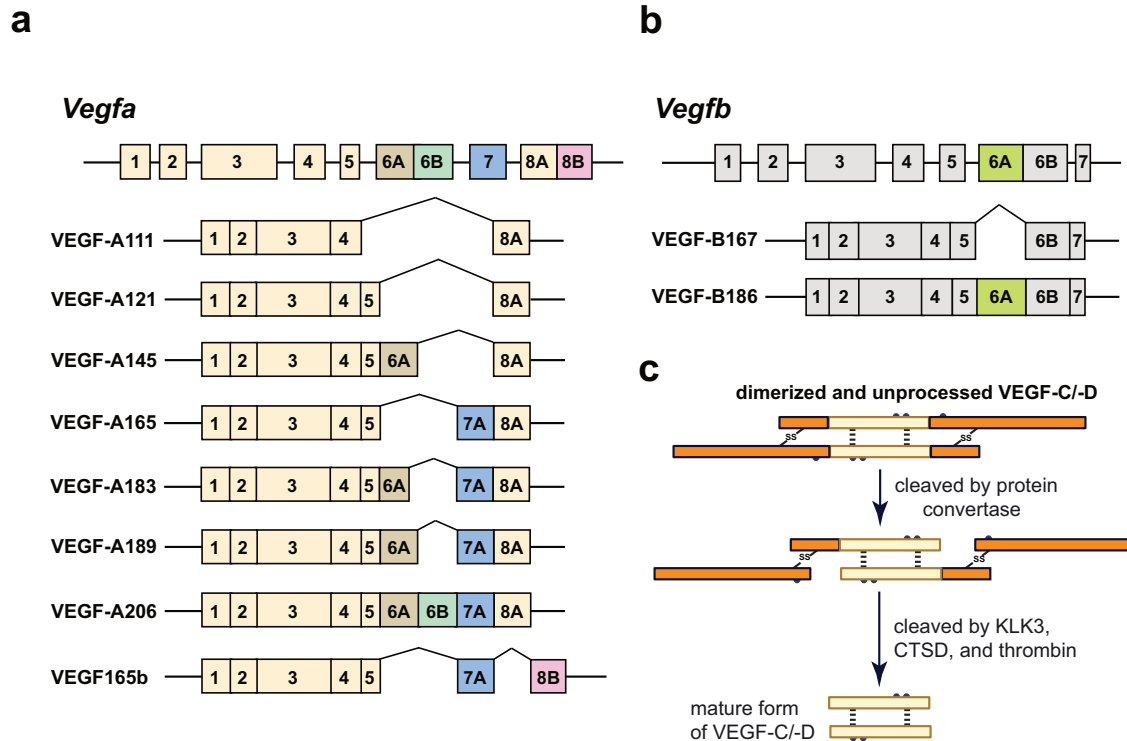 a
Vegfa
1 2 3 4 5 6A 6B 7 8A 8B
VEGF-A111 1 2 3 4 8A
VEGF-A121 1 2 3 4 5 8A
VEGF-A145 1 2 3 4 5 6A 8A
VEGF-A165 1 2 3 4 5 7A 8A
VEGF-A183 1 2 3 4 5 6A 7A 8A
VEGF-A189 1 2 3 4 5 6A 7A 8A
VEGF-A206 1 2 3 4 5 6A 6B 7A 8A
VEGF165b 1 2 3 4 5 7A 8B
b
Vegfb
1 2 3 4 5 6A 6B 7
VEGF-B167 1 2 3 4 5 6B 7
VEGF-B186 1 2 3 4 5 6A 6B 7
c
dimerized and unprocessed VEGF-C/-D
ss ss
cleaved by protein
convertase
ss ss
cleaved by KLK3,
CTSD, and thrombin
mature form
of VEGF-C/-D